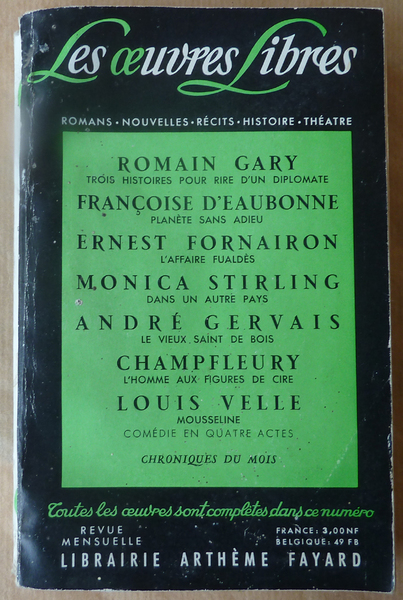 Les œuvres Libres
ROMANS • NOUVELLES • RÉCITS • HISTOIRE • THÉATRE
ROMAIN GARY
TROIS HISTOIRES POUR RIRE D'UN DIPLOMATE
FRANÇOISE D'EAUBONNE
PLANÈTE SANS ADIEU
ERNEST FORNAIRON
L'AFFAIRE FUALDÈS
MONICA STIRLING
DANS UN AUTRE PAYS
ANDRÉ GERVAIS
LE VIEUX SAINT DE BOIS
CHAMPFLEURY
L'HOMME AUX FIGURES DE CIRE
LOUIS VELLE
MOUSSELINE
COMÉDIE EN QUATRE ACTES
CHRONIQUES DU MOIS
Toutes les œuvres sont complètes dans ce numéro
REVUE
MENSUELLE
FRANCE : 3,00 NF
BELGIQUE : 49 FB
LIBRAIRIE ARTHÈME FAYARD